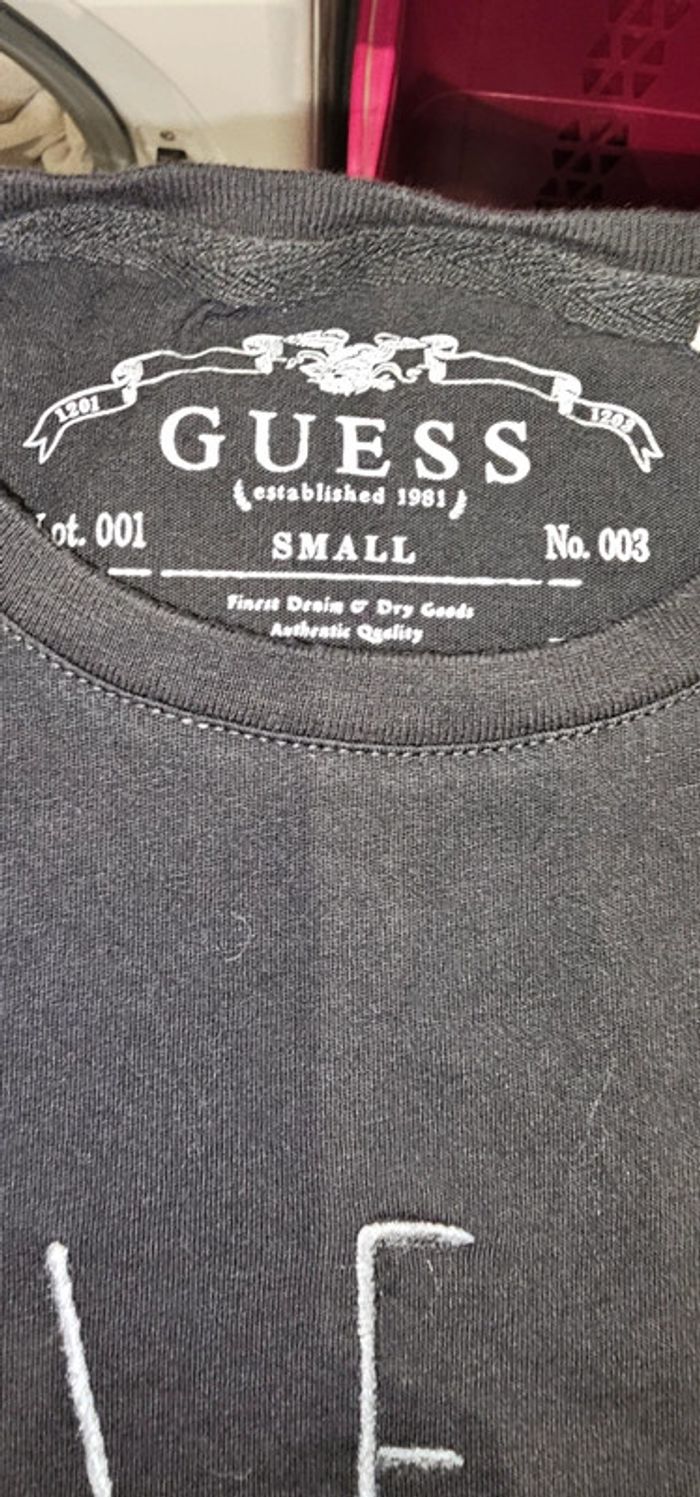 1201 1203
GUESS
established 1981
Lot. 001 SMALL No. 003
Finest Denim & Dry Goods
Authentic Quality